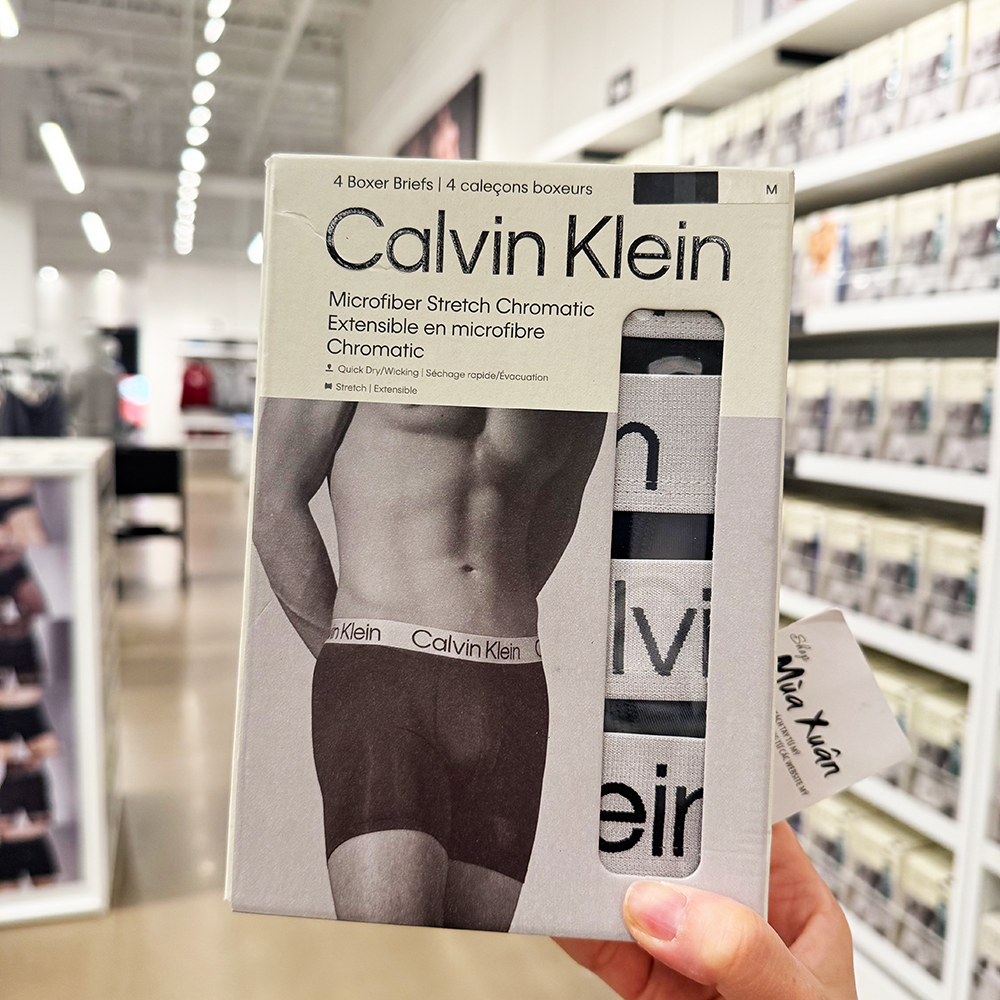 4 Boxer Briefs | 4 caleçons boxeurs
M
Calvin Klein
Microfiber Stretch Chromatic
Extensible en microfibre
Chromatic
Quick Dry/Wicking | Séchage rapide/Évacuation
Stretch | Extensible
n
lvi
ein
n Klein Calvin Klein C
Shop
Mùa Xuân